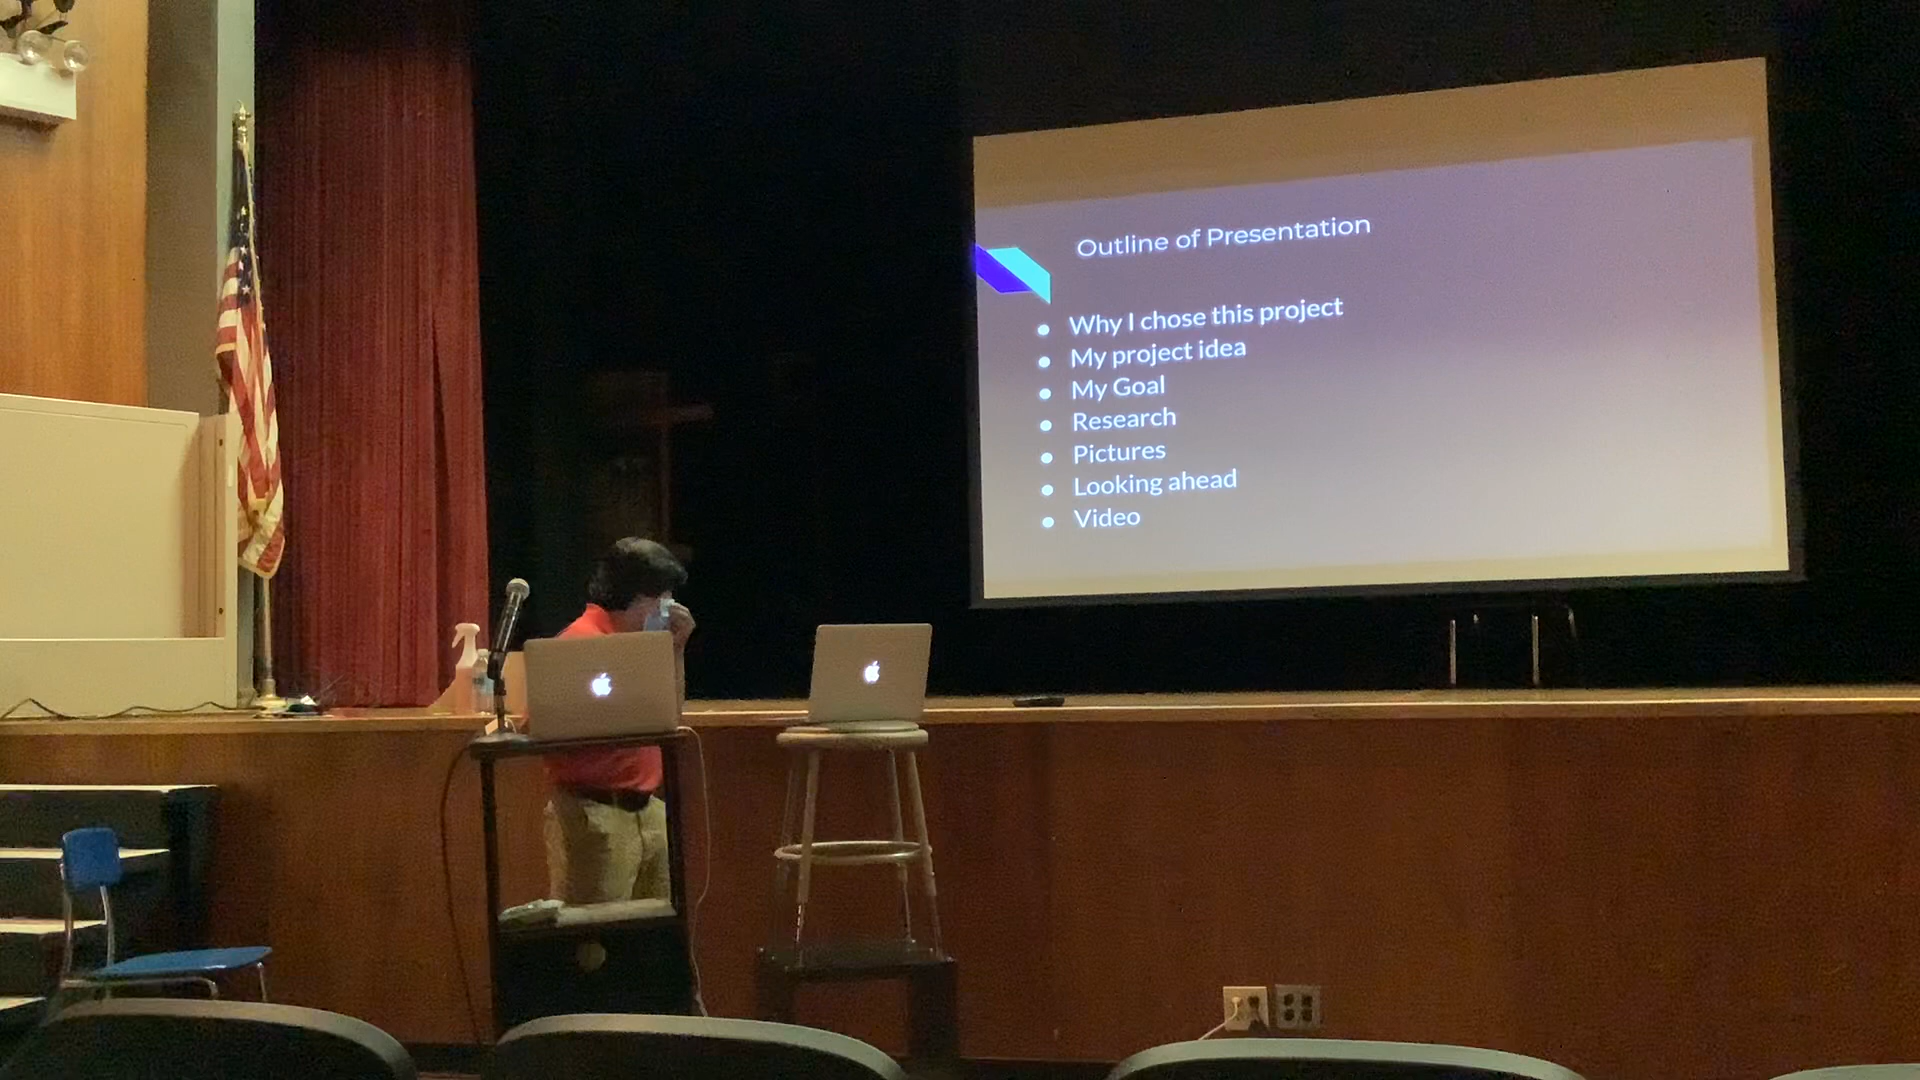 Outline of Presentation
● Why I chose this project
● My project idea
● My Goal
● Research
● Pictures
● Looking ahead
● Video